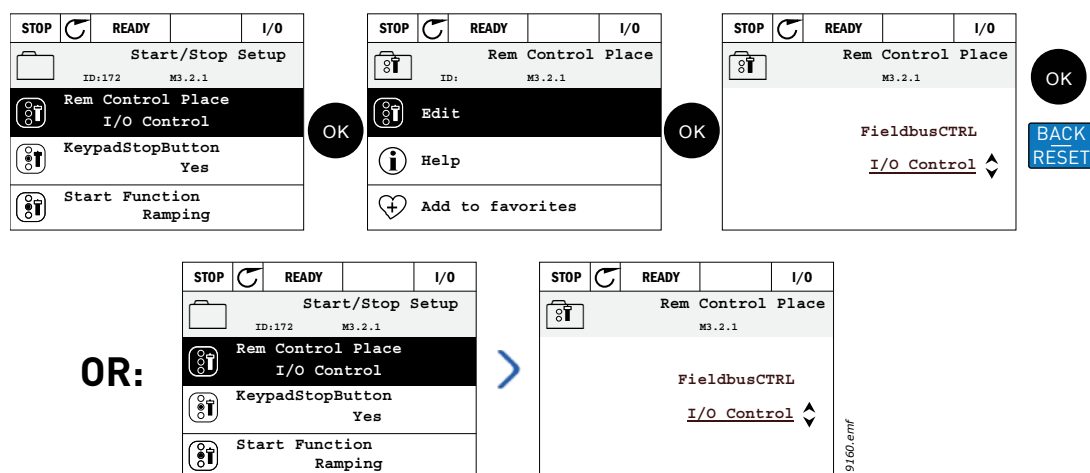 STOP READY I/O
Start/Stop Setup
ID:172 M3.2.1
Rem Control Place
I/O Control
KeypadStopButton
Yes
Start Function
Ramping
OK
STOP READY I/O
Rem Control Place
ID: M3.2.1
Edit
Help
Add to favorites
OK
STOP READY I/O
Rem Control Place
M3.2.1
FieldbusCTRL
I/O Control
OK
BACK
RESET
OR:
STOP READY I/O
Start/Stop Setup
ID:172 M3.2.1
Rem Control Place
I/O Control
KeypadStopButton
Yes
Start Function
Ramping
STOP READY I/O
Rem Control Place
M3.2.1
FieldbusCTRL
I/O Control
9160.emf